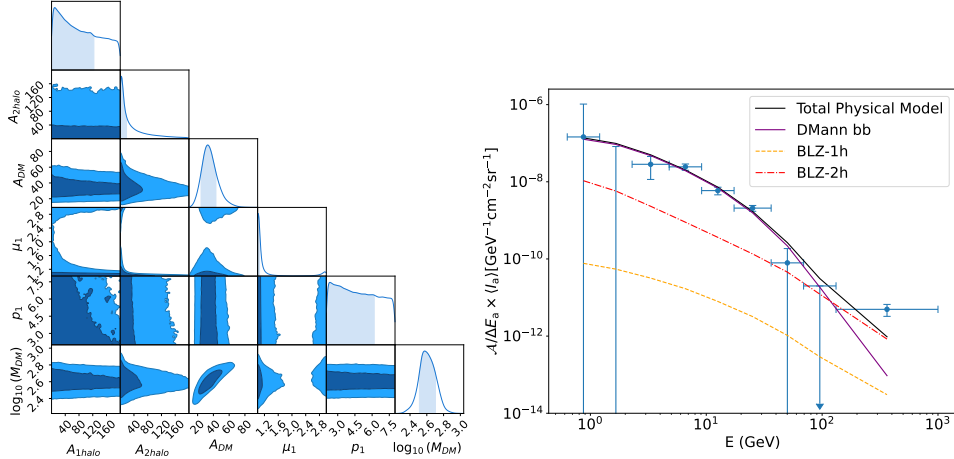 A_{2halo}
160
120
80
40
A_{DM}
80
60
40
20
μ_1
2.8
2.4
2.0
1.6
1.2
p_1
7.5
6.0
4.5
3.0
log_{10}(M_{DM})
3.0
2.8
2.6
2.4
40 80 120 160
40 80 120 160
20 40 60 80
1.2 1.6 2.0 2.4 2.8
3.0 4.5 6.0 7.5
2.4 2.6 2.8 3.0
A_{1halo} A_{2halo} A_{DM} μ_1 p_1 log_{10}(M_{DM})
Total Physical Model
DMann bb
BLZ-1h
BLZ-2h
𝒜/ΔE_a × ⟨I_a⟩[GeV^{−1}cm^{−2}sr^{−1}]
10^{−6}
10^{−8}
10^{−10}
10^{−12}
10^{−14}
10^0 10^1 10^2 10^3
E (GeV)